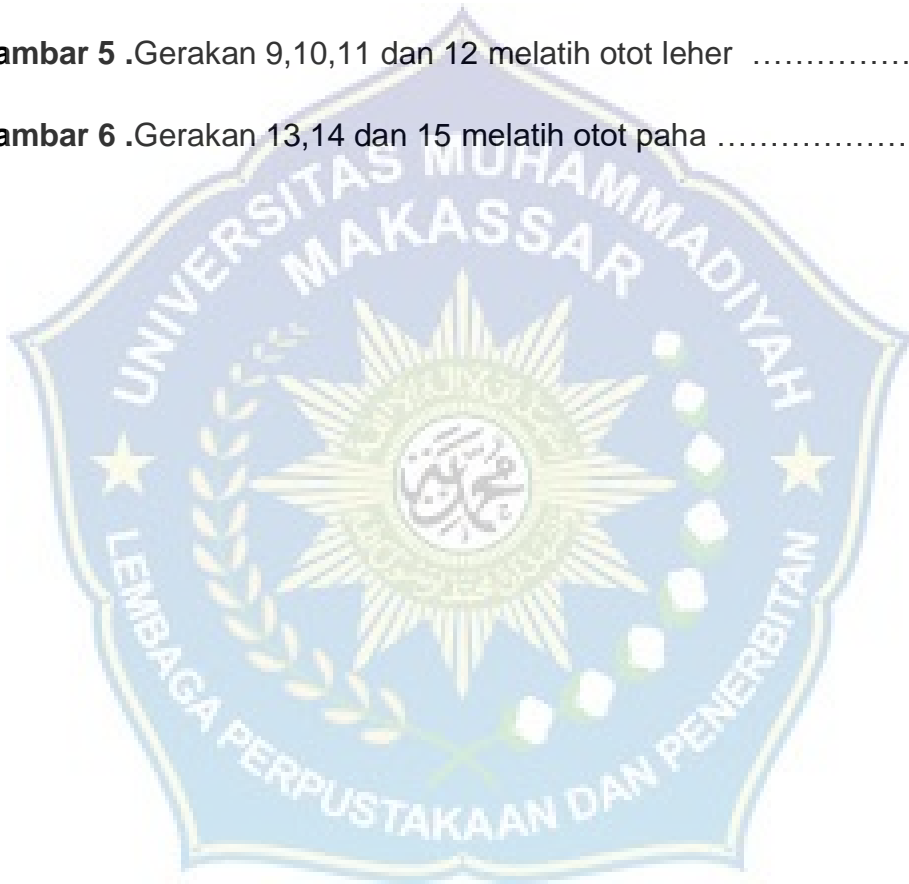 ambar 5 .Gerakan 9,10,11 dan 12 melatih otot leher ……………
ambar 6 .Gerakan 13,14 dan 15 melatih otot paha ………………
UNIVERSITAS MUHAMMADIYAH
MAKASSAR
LEMBAGA PERPUSTAKAAN DAN PENERBITAN